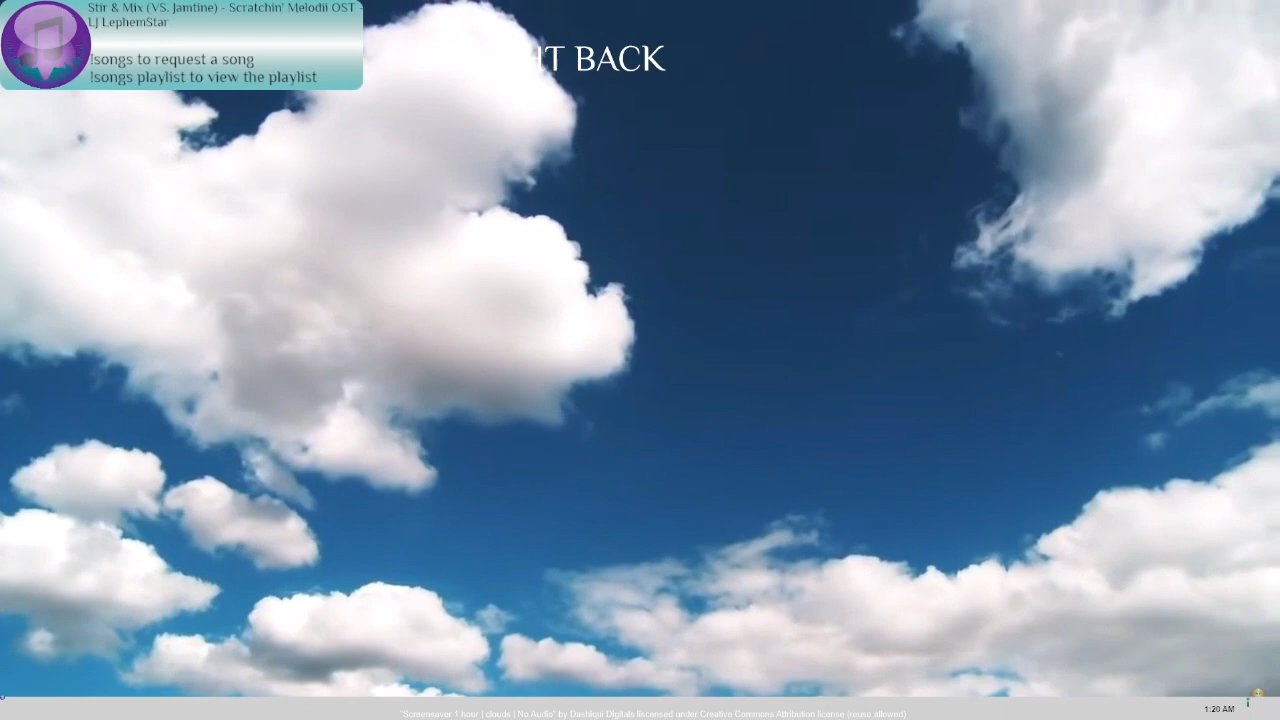 Stir & Mix (VS. Jamtine) - Scratchin' Melodii OST -
LJ LephemStar
!songs to request a song
!songs playlist to view the playlist
HT BACK
1:20 AM
"Screensaver 1 hour | clouds | No Audio" by Dashiqui Digitals liscensed under Creative Commons Attribution license (reuse allowed)